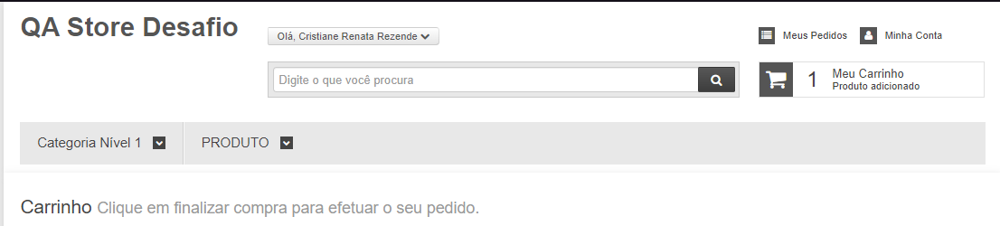 QA Store Desafio
Olá, Cristiane Renata Rezende
Meus Pedidos
Minha Conta
Digite o que você procura
1
Meu Carrinho
Produto adicionado
Categoria Nível 1
PRODUTO
Carrinho Clique em finalizar compra para efetuar o seu pedido.